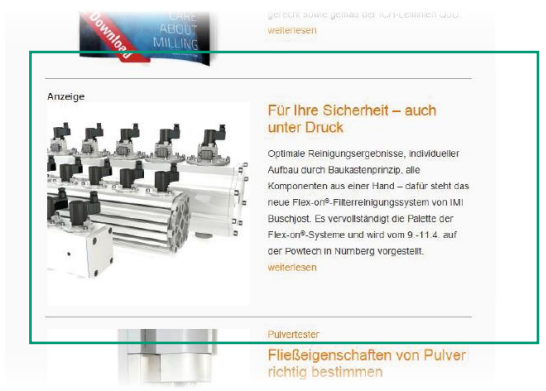 CARE
ABOUT
MILLING
Download
weiterlesen
Anzeige
Für Ihre Sicherheit – auch
unter Druck
Optimale Reinigungsergebnisse, individueller
Aufbau durch Baukastenprinzip, alle
Komponenten aus einer Hand – dafür steht das
neue Flex-on®-Filterreinigungssystem von IMI
Buschjost. Es vervollständigt die Palette der
Flex-on®-Systeme und wird vom 9.-11.4. auf
der Powtech in Nürnberg vorgestellt.
weiterlesen
Pulvertester
Fließeigenschaften von Pulver
richtig bestimmen